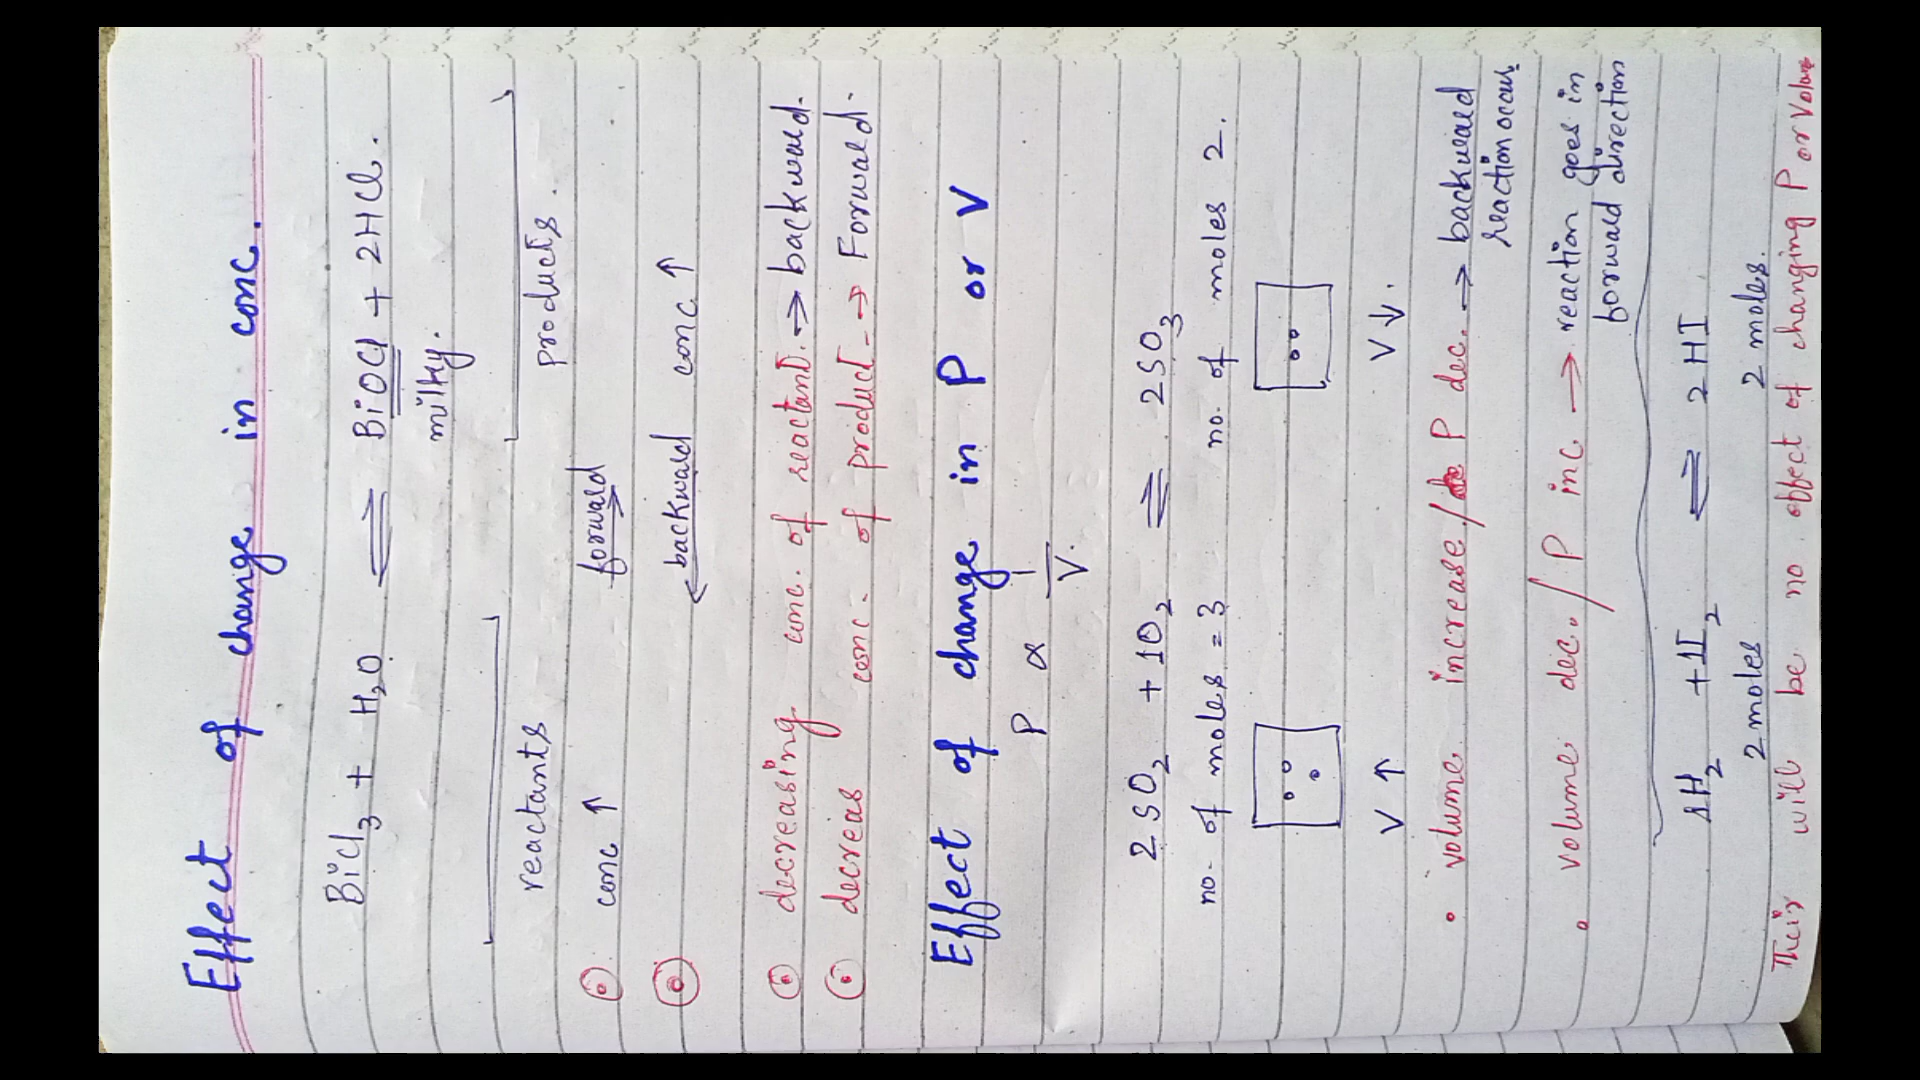 Effect of change in conc.
BiCl3 + H2O ⇌ BiOCl + 2HCl.
milky.
reactants products.
conc ↑ forward →
← backward conc ↑
decreasing conc. of reactant. → backward.
decreas conc. of product → Forward.
Effect of change in P or V
P α 1/V.
2SO2 + 1O2 ⇌ 2SO3
no. of moles = 3 no. of moles 2.
V ↑ V ↓.
• volume increase / P dec. → backward
reaction occur.
• volume dec. / P inc → reaction goes in
forward direction
1H2 + 1I2 ⇌ 2HI
2 moles 2 moles.
Their will be no effect of changing P or Volume